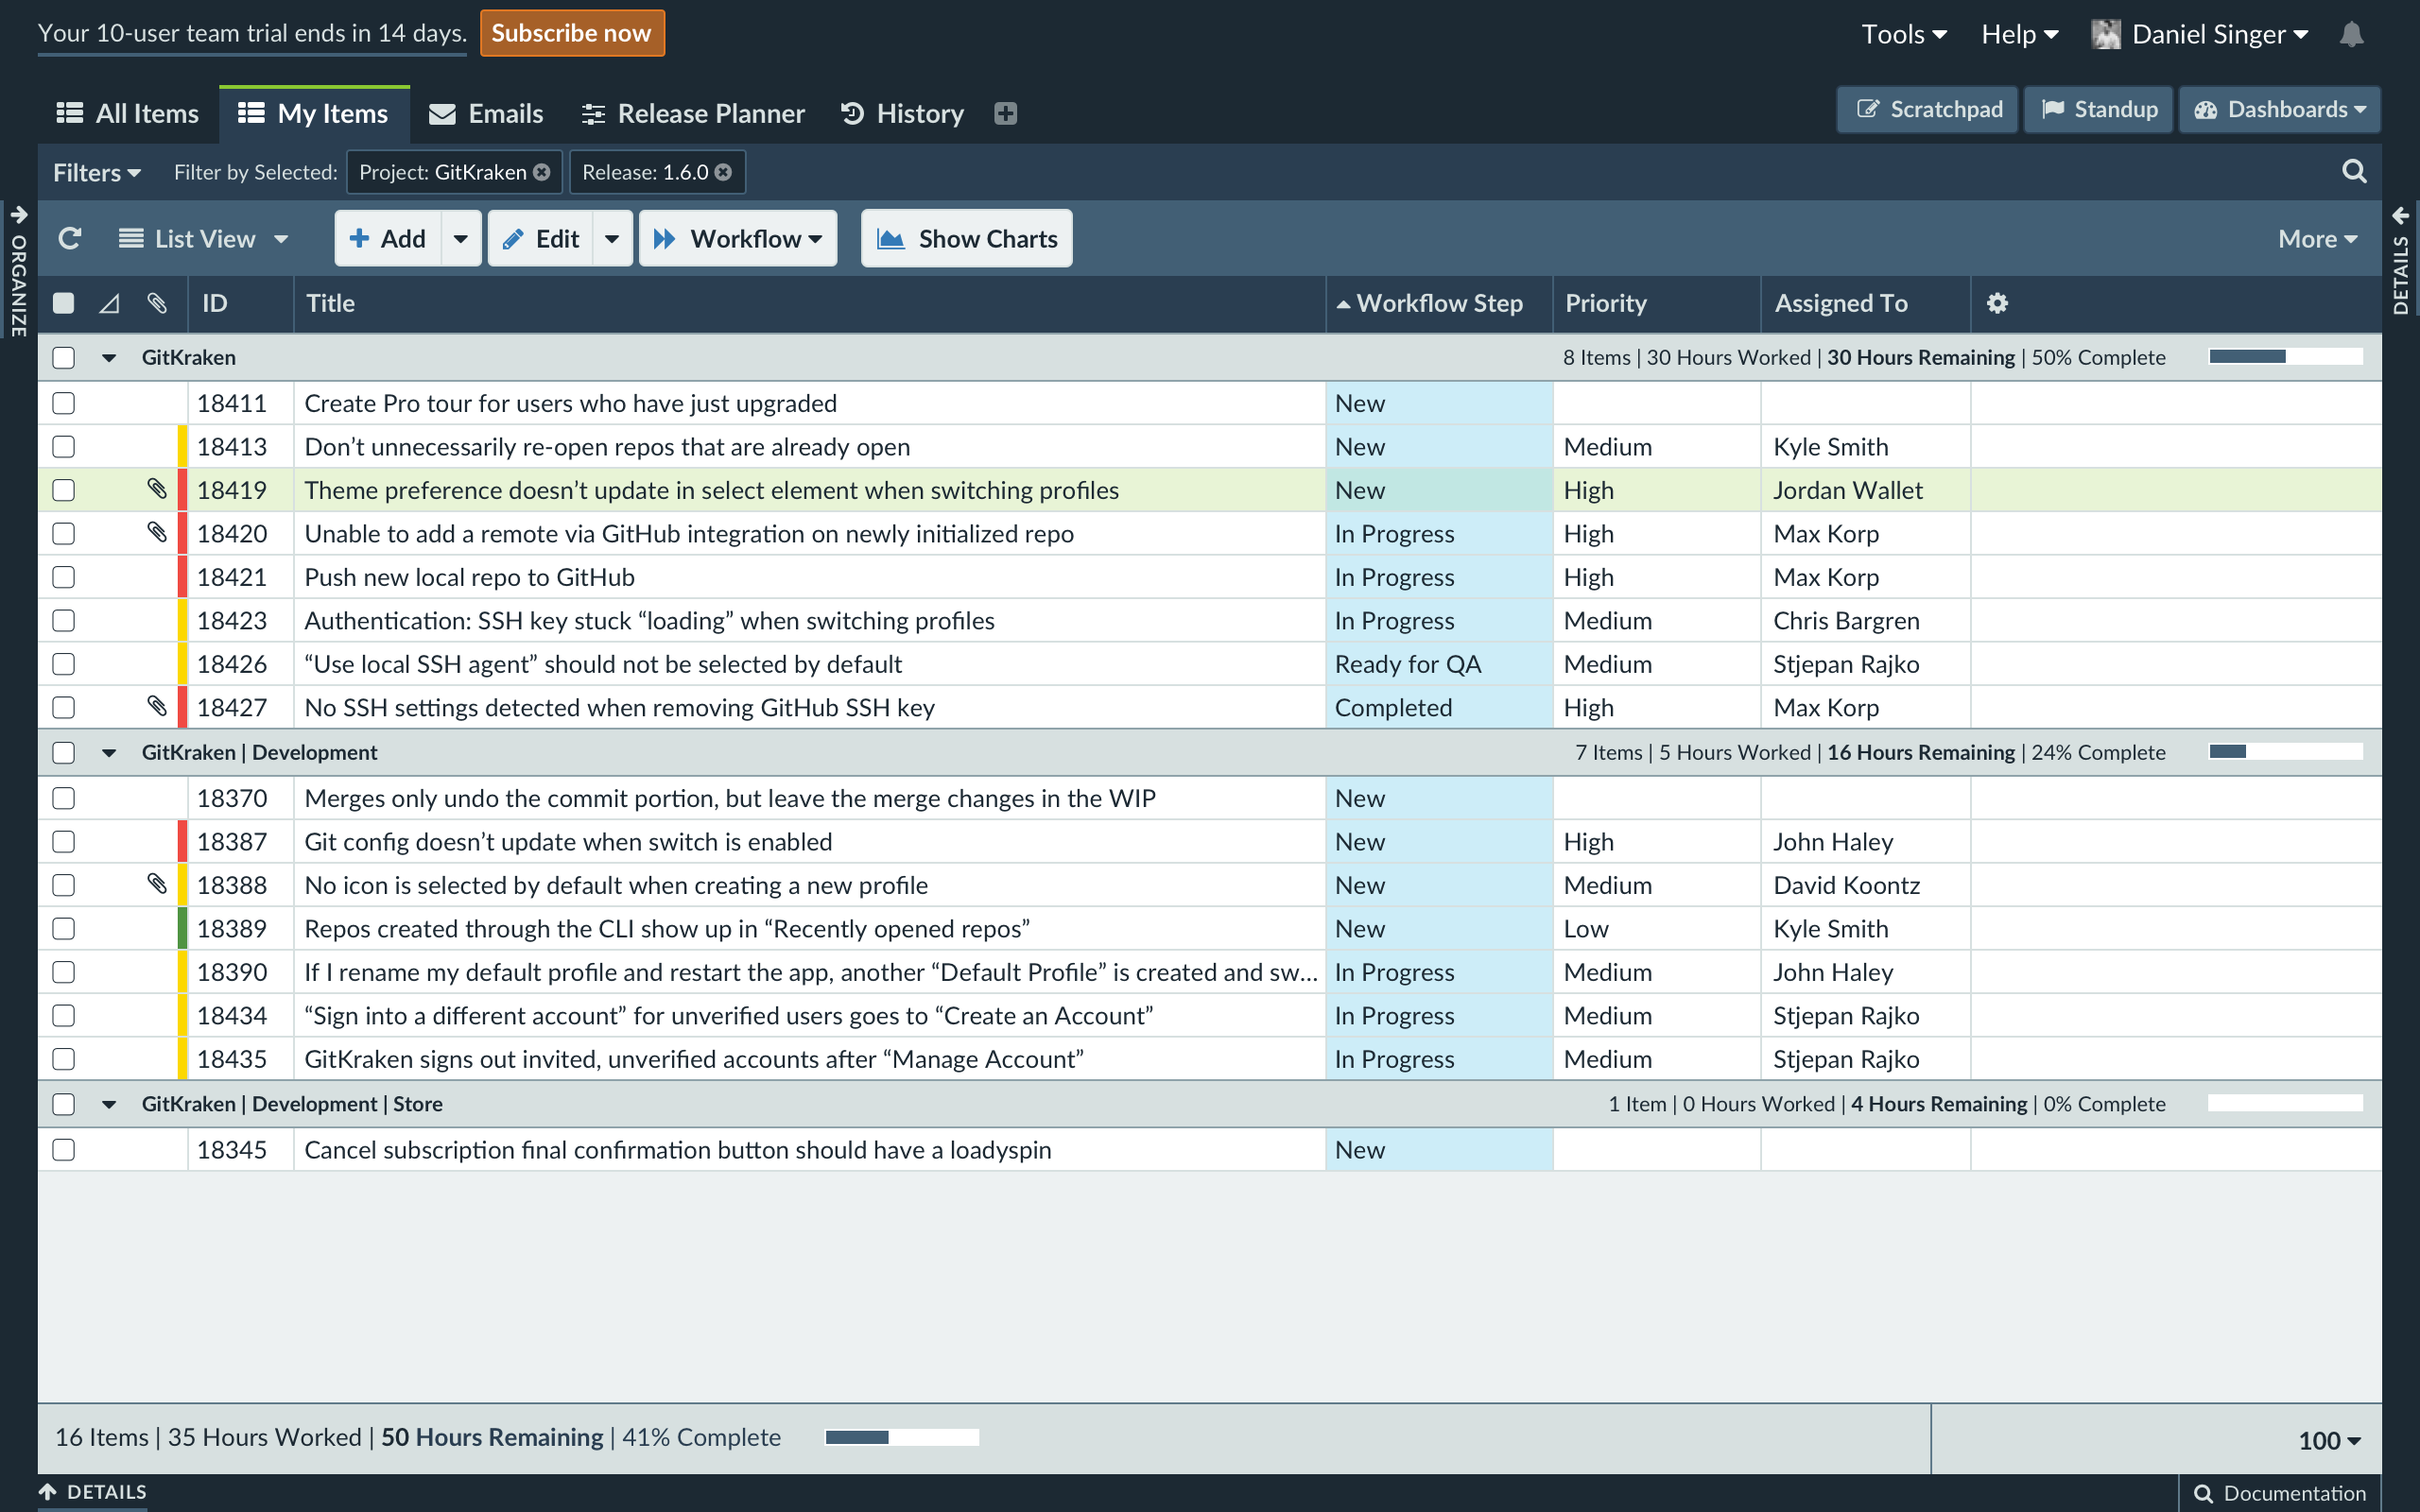 Your 10-user team trial ends in 14 days. Subscribe now Tools Help Daniel Singer
All Items My Items Emails Release Planner History Scratchpad Standup Dashboards
Filters Filter by Selected: Project: GitKraken Release: 1.6.0
ORGANIZE
List View Add Edit Workflow Show Charts More
DETAILS
ID Title Workflow Step Priority Assigned To
GitKraken 8 Items | 30 Hours Worked | 30 Hours Remaining | 50% Complete
18411 Create Pro tour for users who have just upgraded New
18413 Don’t unnecessarily re-open repos that are already open New Medium Kyle Smith
18419 Theme preference doesn’t update in select element when switching profiles New High Jordan Wallet
18420 Unable to add a remote via GitHub integration on newly initialized repo In Progress High Max Korp
18421 Push new local repo to GitHub In Progress High Max Korp
18423 Authentication: SSH key stuck “loading” when switching profiles In Progress Medium Chris Bargren
18426 “Use local SSH agent” should not be selected by default Ready for QA Medium Stjepan Rajko
18427 No SSH settings detected when removing GitHub SSH key Completed High Max Korp
GitKraken | Development 7 Items | 5 Hours Worked | 16 Hours Remaining | 24% Complete
18370 Merges only undo the commit portion, but leave the merge changes in the WIP New
18387 Git config doesn’t update when switch is enabled New High John Haley
18388 No icon is selected by default when creating a new profile New Medium David Koontz
18389 Repos created through the CLI show up in “Recently opened repos” New Low Kyle Smith
18390 If I rename my default profile and restart the app, another “Default Profile” is created and sw... In Progress Medium John Haley
18434 “Sign into a different account” for unverified users goes to “Create an Account” In Progress Medium Stjepan Rajko
18435 GitKraken signs out invited, unverified accounts after “Manage Account” In Progress Medium Stjepan Rajko
GitKraken | Development | Store 1 Item | 0 Hours Worked | 4 Hours Remaining | 0% Complete
18345 Cancel subscription final confirmation button should have a loadyspin New
16 Items | 35 Hours Worked | 50 Hours Remaining | 41% Complete 100
DETAILS Documentation